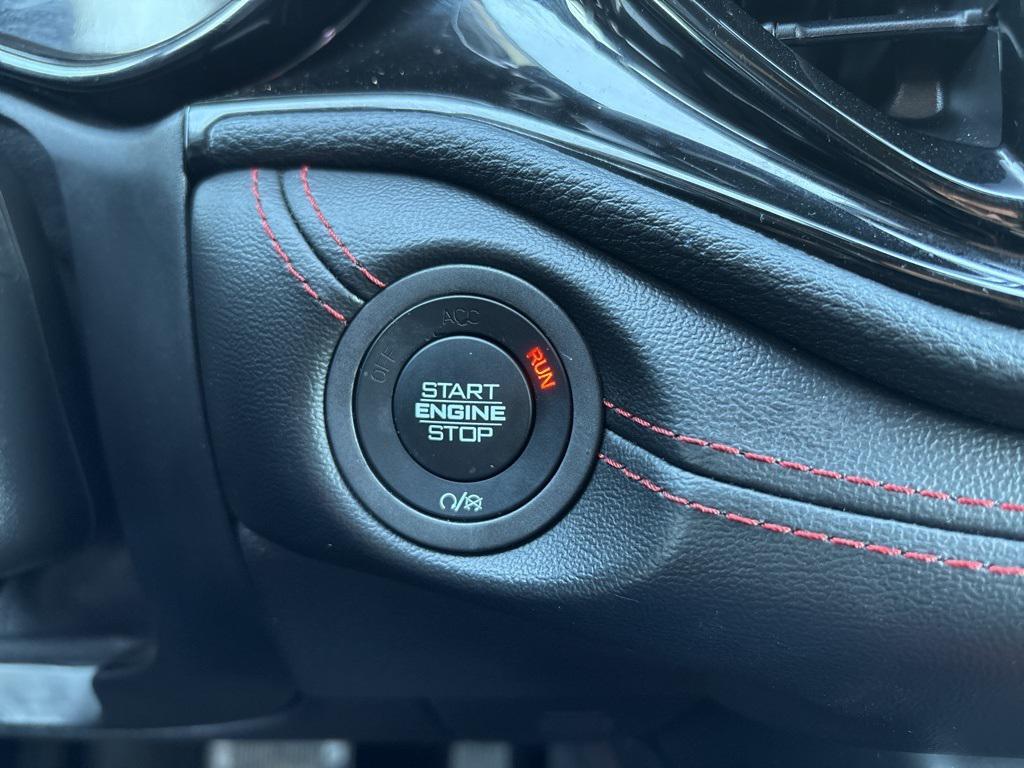 ACC
OFF
RUN
START
ENGINE
STOP